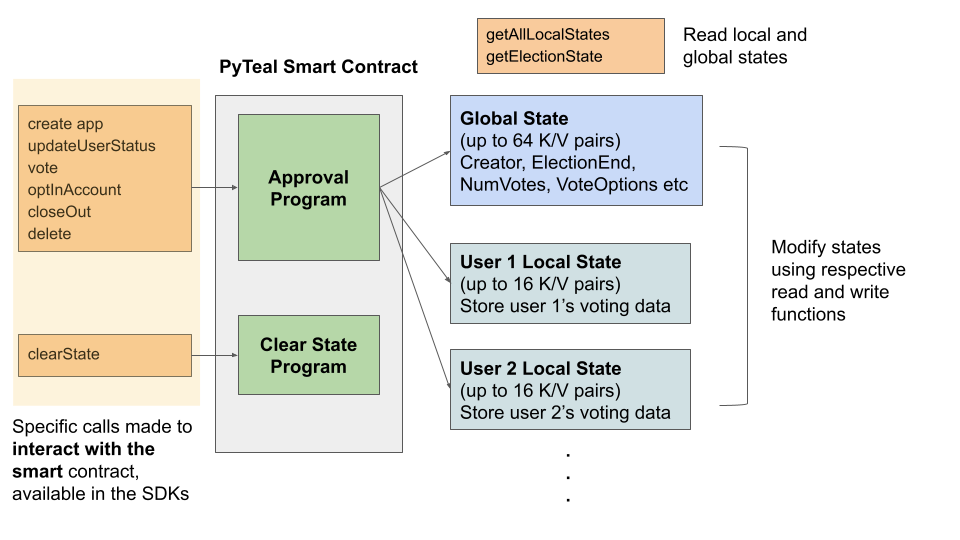 getAllLocalStates
getElectionState
Read local and
global states
PyTeal Smart Contract
create app
updateUserStatus
vote
optInAccount
closeOut
delete
Approval
Program
Global State
(up to 64 K/V pairs)
Creator, ElectionEnd,
NumVotes, VoteOptions etc
User 1 Local State
(up to 16 K/V pairs)
Store user 1's voting data
Modify states
using respective
read and write
functions
clearState
Clear State
Program
User 2 Local State
(up to 16 K/V pairs)
Store user 2's voting data
Specific calls made to
interact with the
smart contract,
available in the SDKs
.
.
.